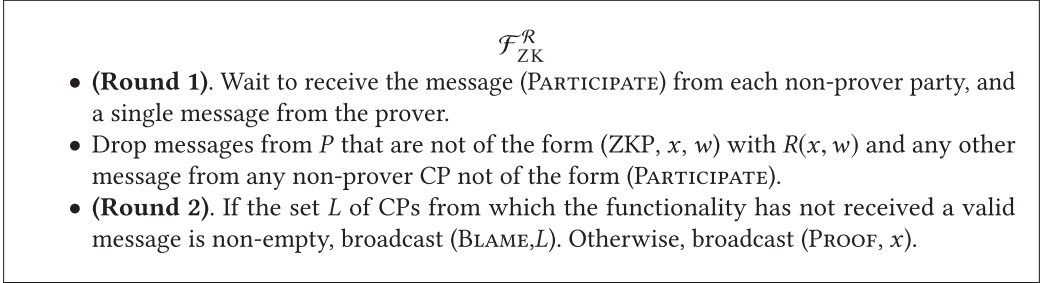 ℱ_ZK^ℛ
• (Round 1). Wait to receive the message (Participate) from each non-prover party, and
a single message from the prover.
• Drop messages from P that are not of the form (ZKP, x, w) with R(x, w) and any other
message from any non-prover CP not of the form (Participate).
• (Round 2). If the set L of CPs from which the functionality has not received a valid
message is non-empty, broadcast (Blame,L). Otherwise, broadcast (Proof, x).